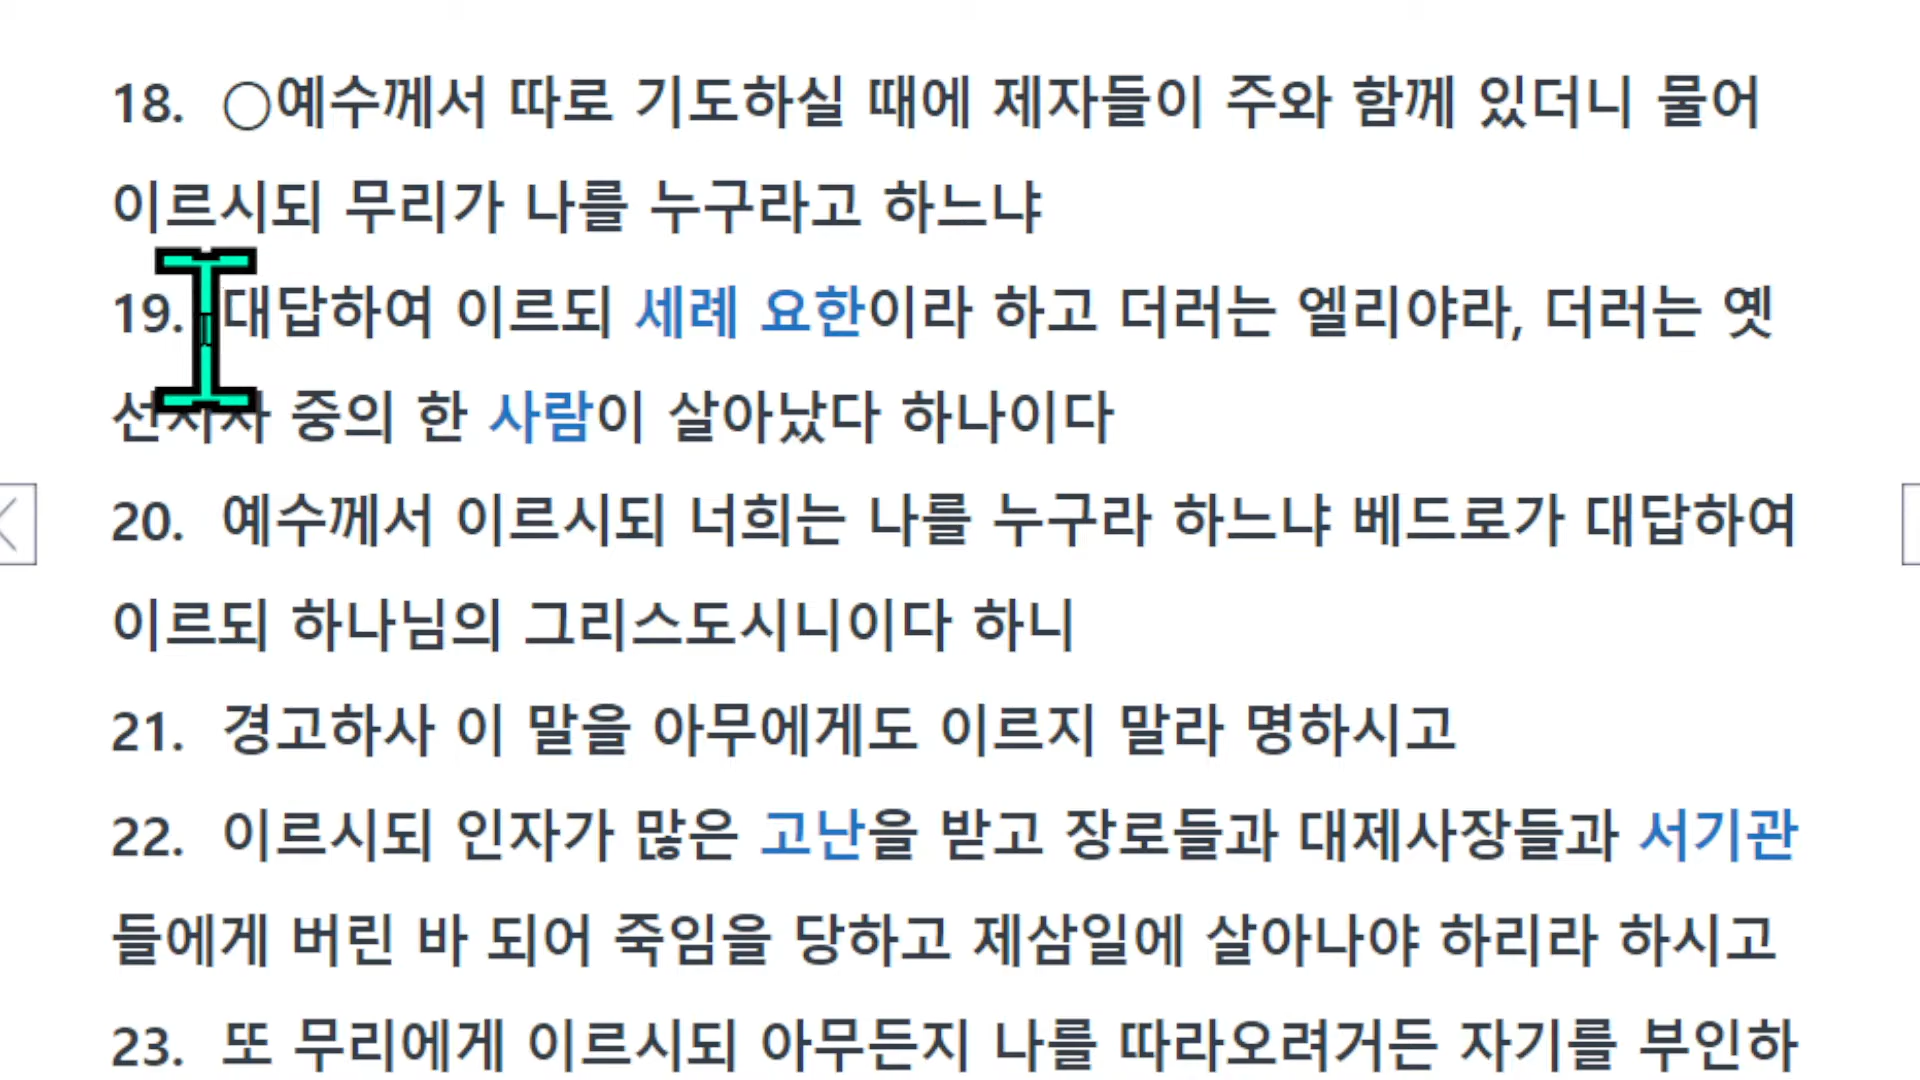 18. ○예수께서 따로 기도하실 때에 제자들이 주와 함께 있더니 물어
이르시되 무리가 나를 누구라고 하느냐
19. 대답하여 이르되 세례 요한이라 하고 더러는 엘리야라, 더러는 옛
선지자 중의 한 사람이 살아났다 하나이다
20. 예수께서 이르시되 너희는 나를 누구라 하느냐 베드로가 대답하여
이르되 하나님의 그리스도시니이다 하니
21. 경고하사 이 말을 아무에게도 이르지 말라 명하시고
22. 이르시되 인자가 많은 고난을 받고 장로들과 대제사장들과 서기관
들에게 버린 바 되어 죽임을 당하고 제삼일에 살아나야 하리라 하시고
23. 또 무리에게 이르시되 아무든지 나를 따라오려거든 자기를 부인하